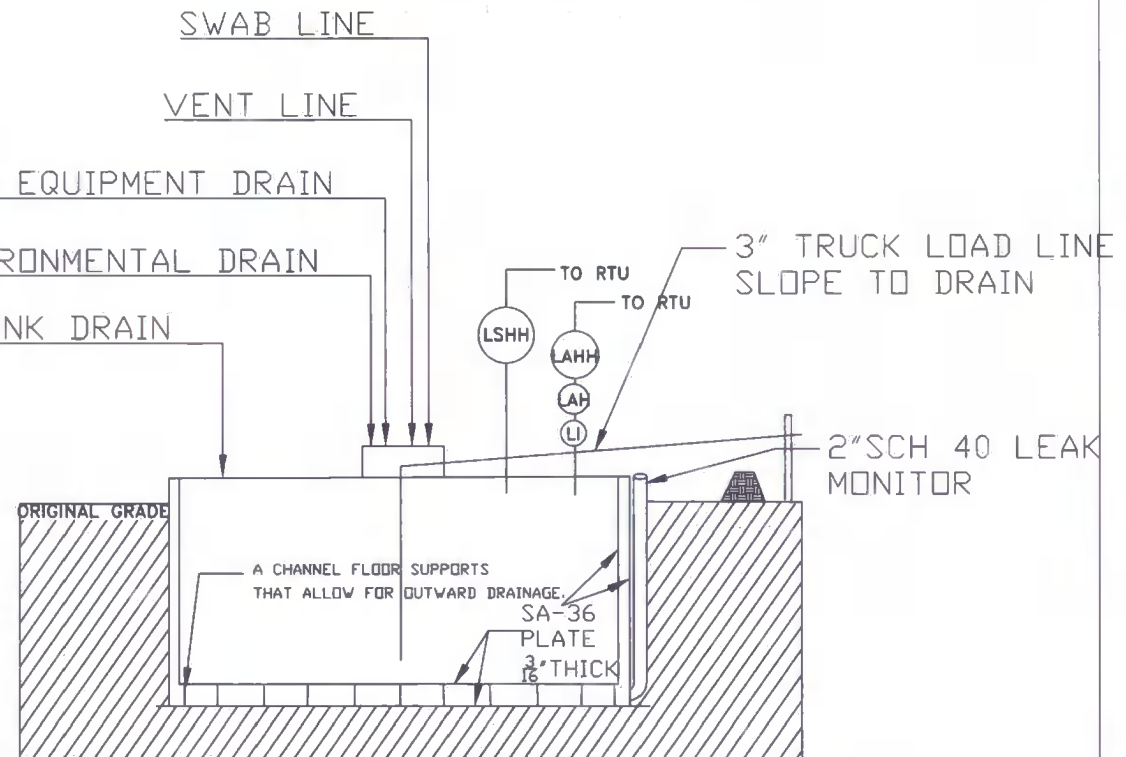 SWAB LINE
VENT LINE
EQUIPMENT DRAIN
RONMENTAL DRAIN
NK DRAIN
TO RTU
TO RTU
LSHH
LAHH
LAH
LI
3" TRUCK LOAD LINE
SLOPE TO DRAIN
2"SCH 40 LEAK
MONITOR
ORIGINAL GRADE
A CHANNEL FLOOR SUPPORTS
THAT ALLOW FOR OUTWARD DRAINAGE.
SA-36
PLATE
3/16" THICK